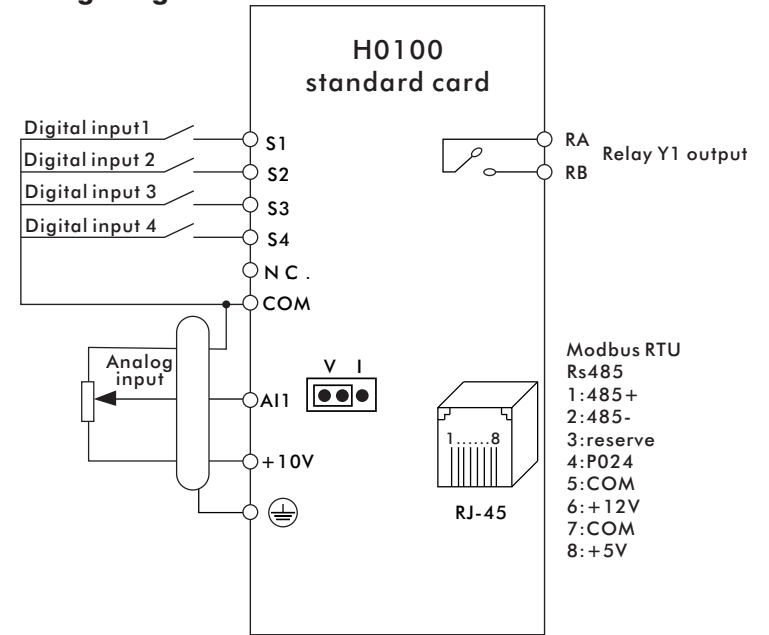 H0100
standard card
Digital input1
Digital input 2
Digital input 3
Digital input 4
S1
S2
S3
S4
N C .
COM
Analog
input
AI1
+10V
V I
RA
RB
Relay Y1 output
1......8
RJ-45
Modbus RTU
Rs485
1:485+
2:485-
3:reserve
4:P024
5:COM
6:+12V
7:COM
8:+5V